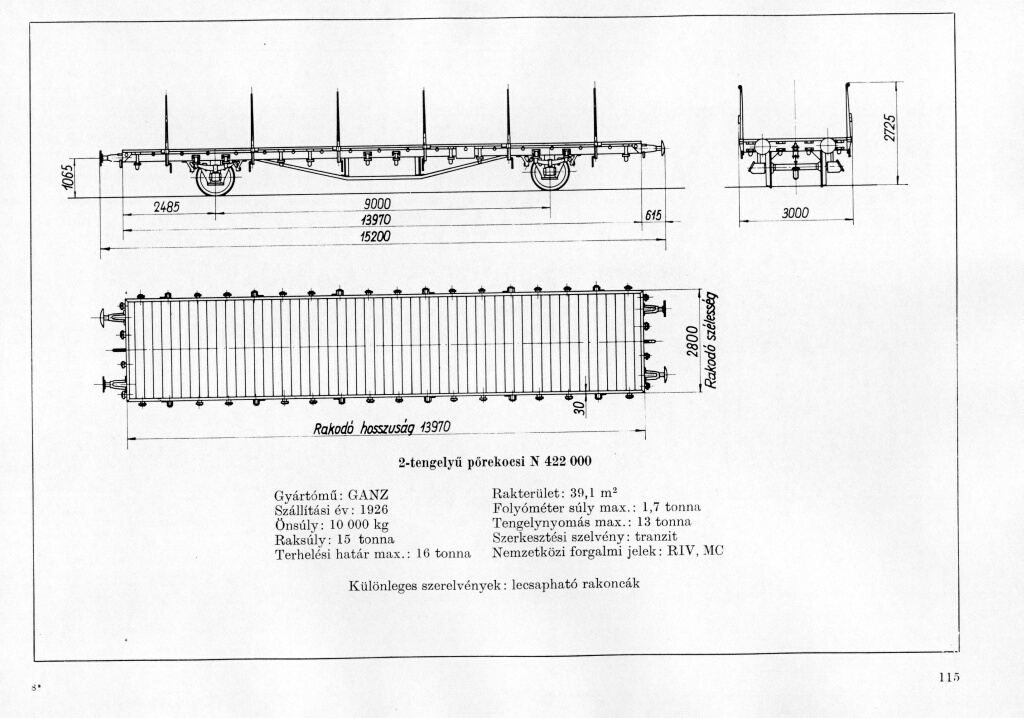 2725
1065
2485
9000
13970
615
15200
3000
2800
Rakodó szélesség
30
Rakodó hosszuság 13970
2-tengelyű pőrekocsi N 422 000
Gyártómű: GANZ
Szállítási év: 1926
Önsúly: 10 000 kg
Raksúly: 15 tonna
Terhelési határ max.: 16 tonna
Rakterület: 39,1 m²
Folyóméter súly max.: 1,7 tonna
Tengelynyomás max.: 13 tonna
Szerkesztési szelvény: tranzit
Nemzetközi forgalmi jelek: RIV, MC
Különleges szerelvények: lecsapható rakoncák
8*
115